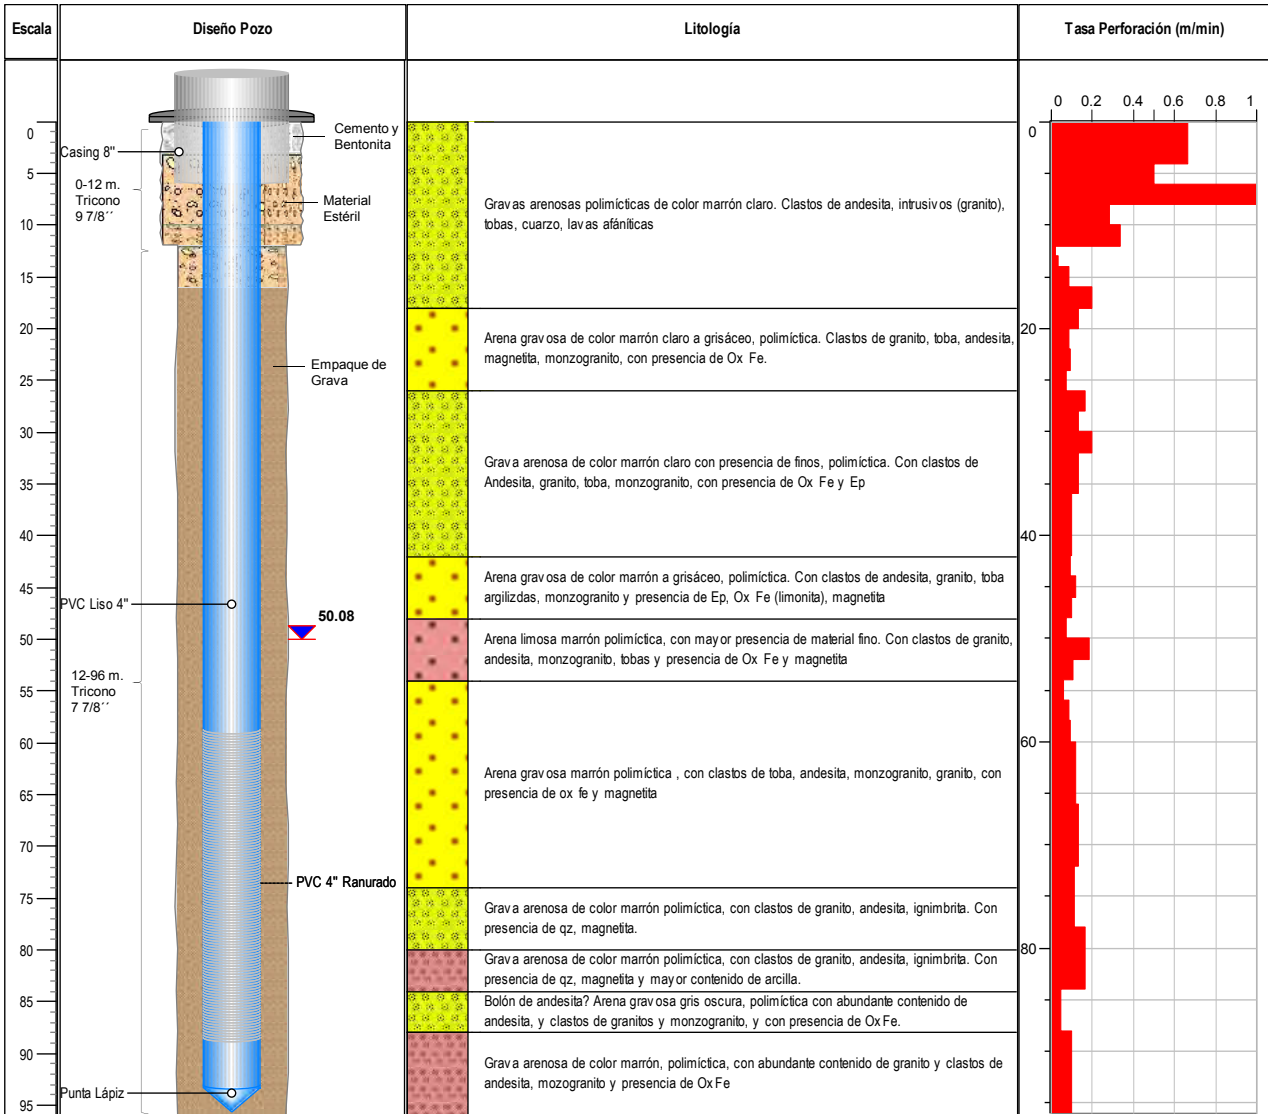 Escala
Diseño Pozo
Litología
Tasa Perforación (m/min)
0 0.2 0.4 0.6 0.8 1
0
5
10
15
20
25
30
35
40
45
50
55
60
65
70
75
80
85
90
95
Casing 8"
0-12 m.
Tricono
9 7/8´´
Cemento y
Bentonita
Material
Estéril
Empaque de
Grava
PVC Liso 4"
50.08
12-96 m.
Tricono
7 7/8´´
PVC 4" Ranurado
Punta Lápiz
Gravas arenosas polimícticas de color marrón claro. Clastos de andesita, intrusivos (granito),
tobas, cuarzo, lavas afáníticas
Arena gravosa de color marrón claro a grisáceo, polimíctica. Clastos de granito, toba, andesita,
magnetita, monzogranito, con presencia de Ox Fe.
Grava arenosa de color marrón claro con presencia de finos, polimíctica. Con clastos de
Andesita, granito, toba, monzogranito, con presencia de Ox Fe y Ep
Arena gravosa de color marrón a grisáceo, polimíctica. Con clastos de andesita, granito, toba
argilizdas, monzogranito y presencia de Ep, Ox Fe (limonita), magnetita
Arena limosa marrón polimíctica, con mayor presencia de material fino. Con clastos de granito,
andesita, monzogranito, tobas y presencia de Ox Fe y magnetita
Arena gravosa marrón polimíctica , con clastos de toba, andesita, monzogranito, granito, con
presencia de ox fe y magnetita
Grava arenosa de color marrón polimíctica, con clastos de granito, andesita, ignimbrita. Con
presencia de qz, magnetita.
Grava arenosa de color marrón polimíctica, con clastos de granito, andesita, ignimbrita. Con
presencia de qz, magnetita y mayor contenido de arcilla.
Bolón de andesita? Arena gravosa gris oscura, polimíctica con abundante contenido de
andesita, y clastos de granitos y monzogranito, y con presencia de Ox Fe.
Grava arenosa de color marrón, polimíctica, con abundante contenido de granito y clastos de
andesita, mozogranito y presencia de Ox Fe
0
20
40
60
80